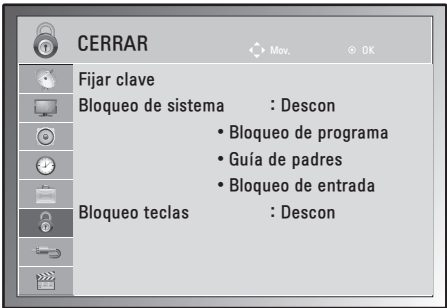 CERRAR
Mov.
OK
Fijar clave
Bloqueo de sistema : Descon
• Bloqueo de programa
• Guía de padres
• Bloqueo de entrada
Bloqueo teclas : Descon